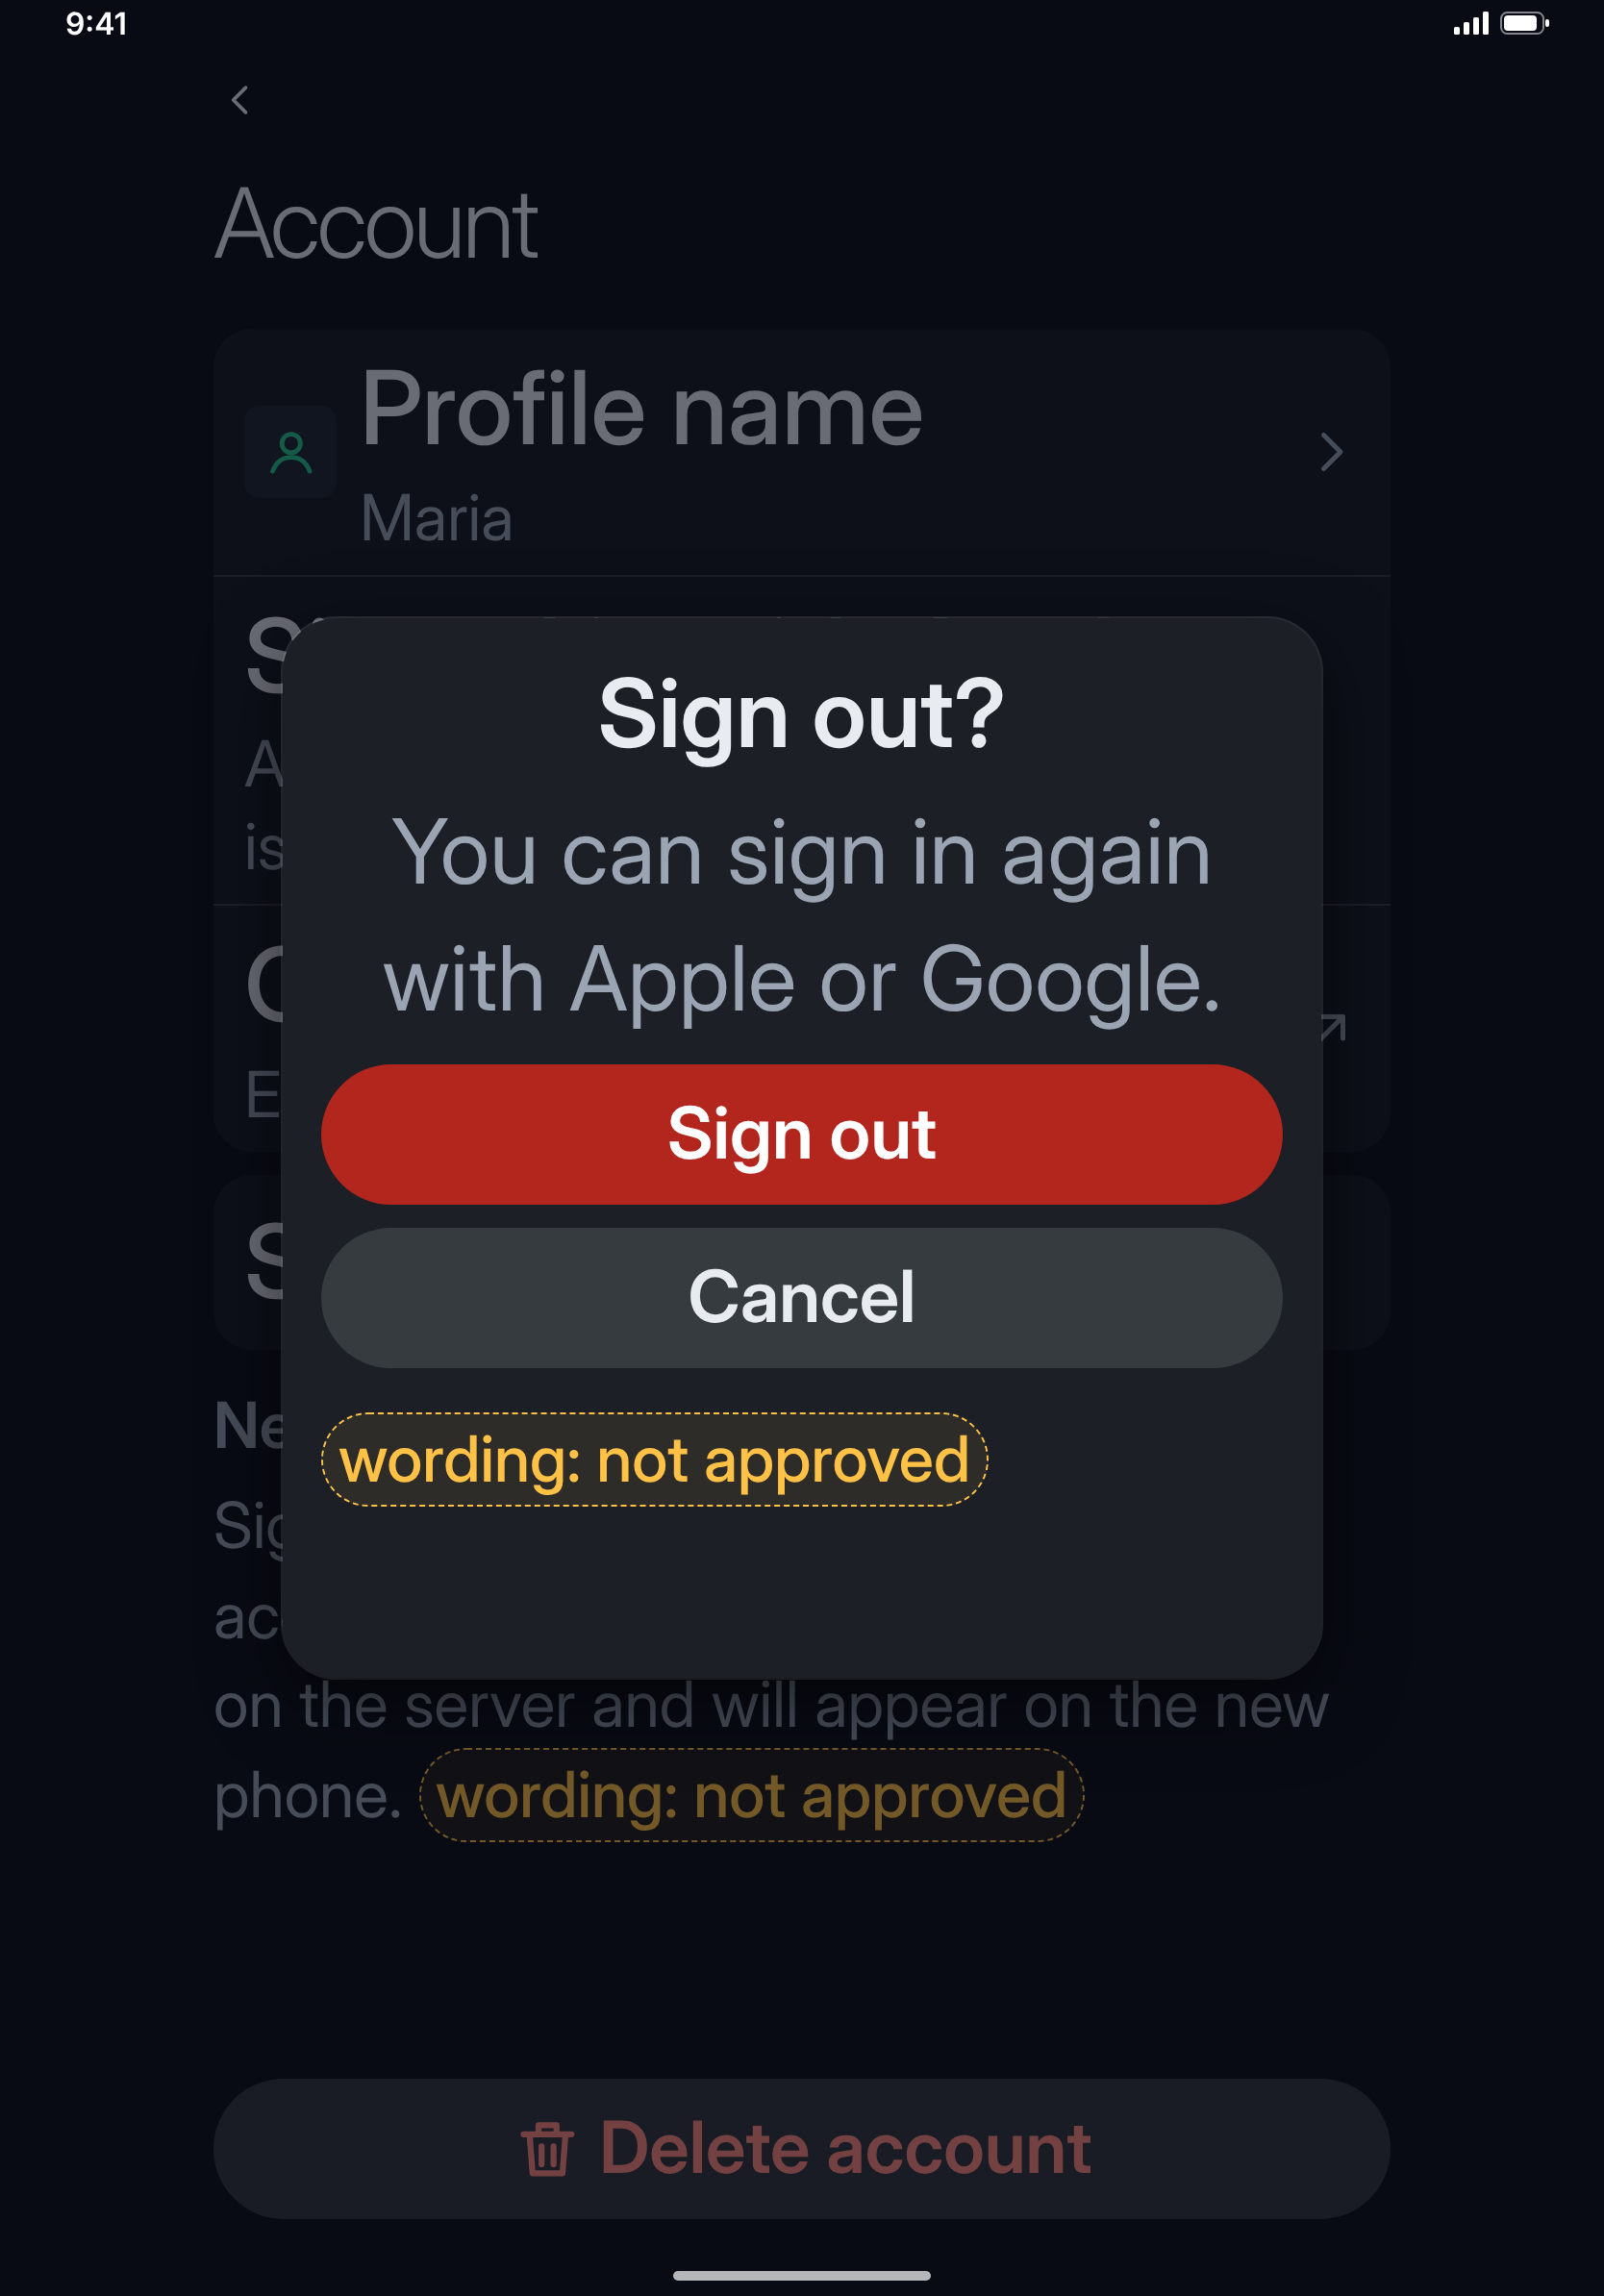 9:41
Account
Profile name
Maria
Sign out?
You can sign in again
with Apple or Google.
Sign out
Cancel
wording: not approved
on the server and will appear on the new
phone. wording: not approved
Delete account